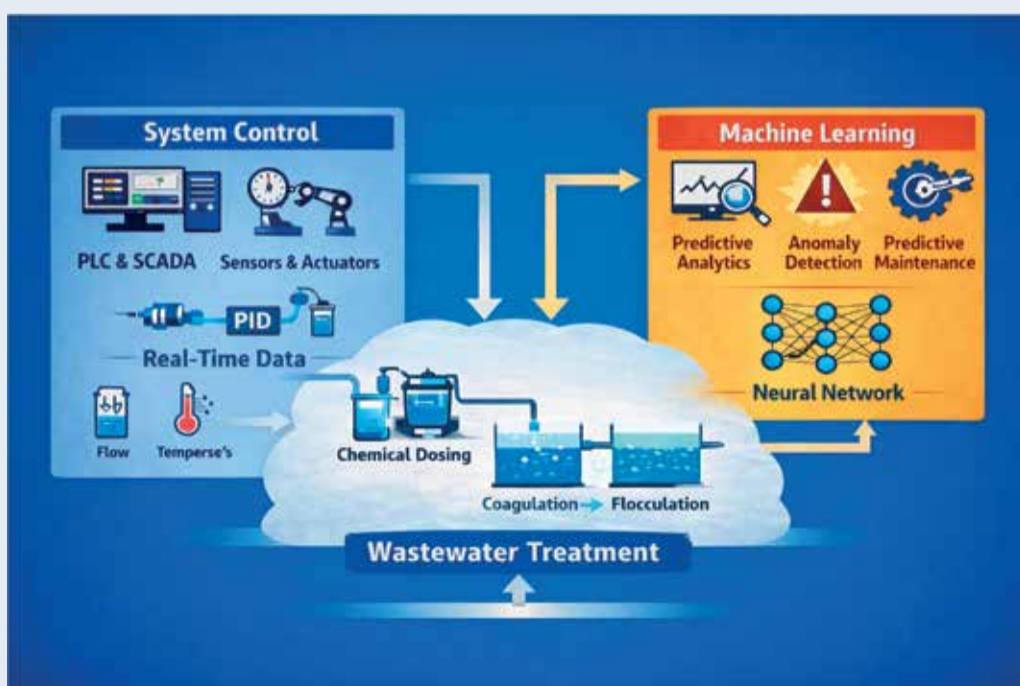 System Control
PLC & SCADA
Sensors & Actuators
PID
Real-Time Data
Flow
Temperse's
Machine Learning
Predictive
Analytics
Anomaly
Detection
Predictive
Maintenance
Neural Network
Chemical Dosing
Coagulation
Flocculation
Wastewater Treatment